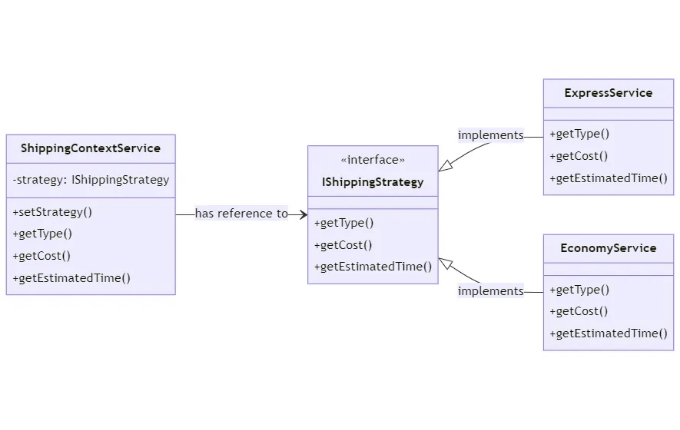 ShippingContextService
-strategy: IShippingStrategy
+setStrategy()
+getType()
+getCost()
+getEstimatedTime()
has reference to
«interface»
IShippingStrategy
+getType()
+getCost()
+getEstimatedTime()
implements
ExpressService
+getType()
+getCost()
+getEstimatedTime()
implements
EconomyService
+getType()
+getCost()
+getEstimatedTime()